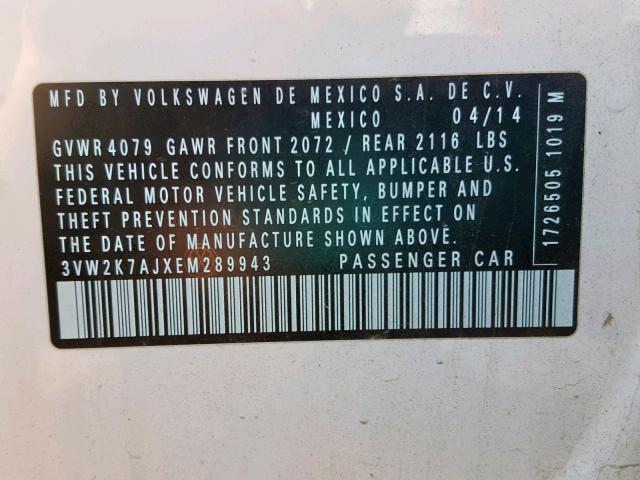 MFD BY VOLKSWAGEN DE MEXICO S.A. DE C.V.
MEXICO 04/14
GVWR 4079 GAWR FRONT 2072 / REAR 2116 LBS
THIS VEHICLE CONFORMS TO ALL APPLICABLE U.S.
FEDERAL MOTOR VEHICLE SAFETY, BUMPER AND
THEFT PREVENTION STANDARDS IN EFFECT ON
THE DATE OF MANUFACTURE SHOWN ABOVE.
3VW2K7AJXEM289943 PASSENGER CAR
1726505 1019 M